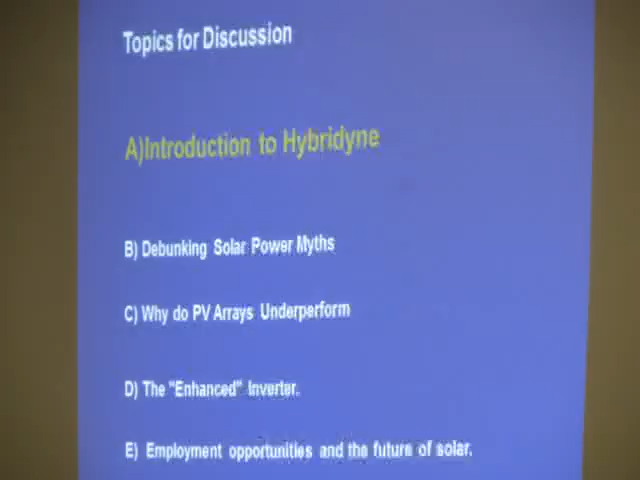 Topics for Discussion
A)Introduction to Hybridyne
B) Debunking Solar Power Myths
C) Why do PV Arrays Underperform
D) The "Enhanced" Inverter.
E) Employment opportunities and the future of solar.